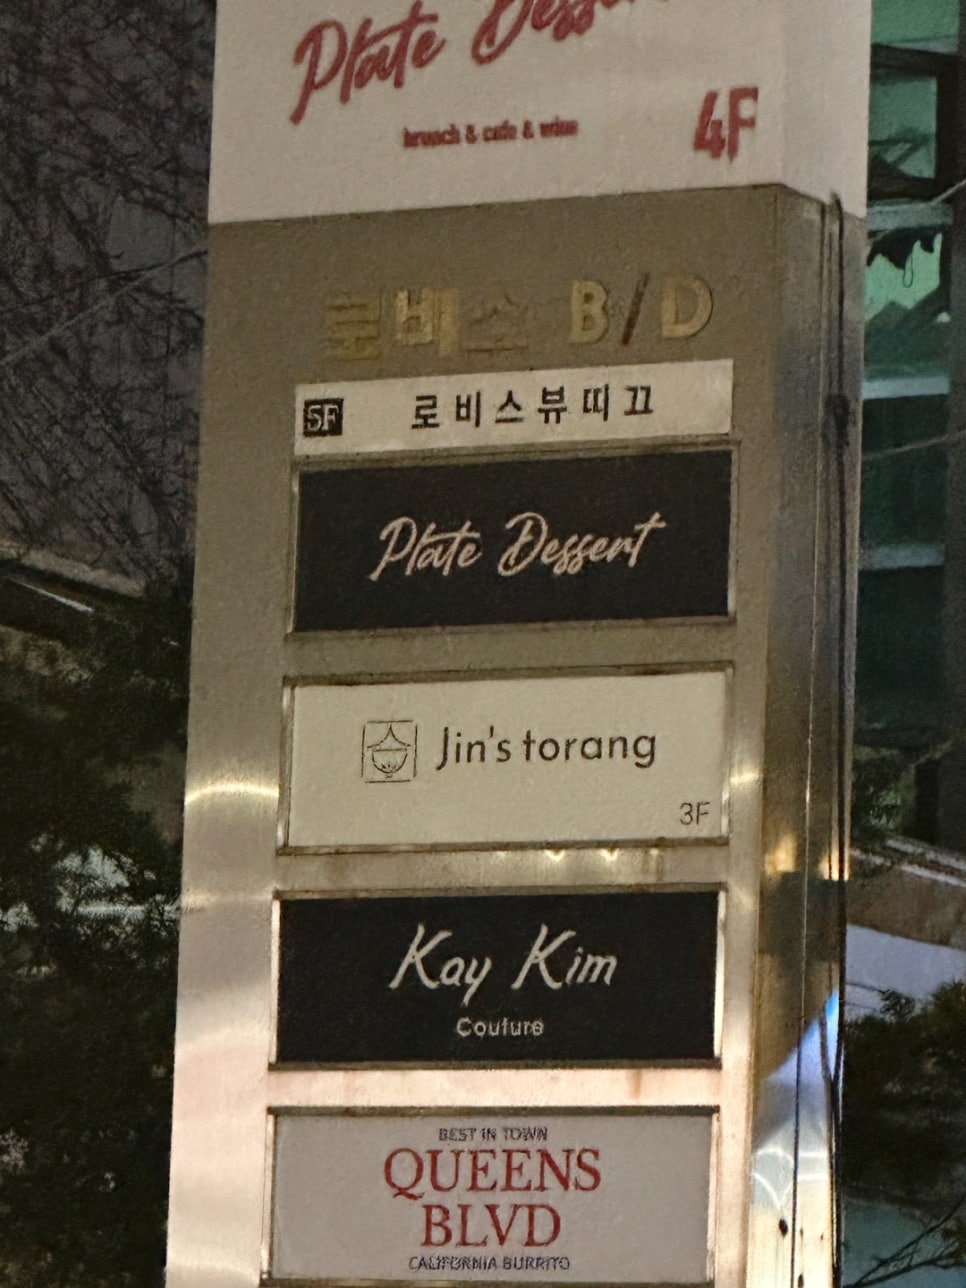 Plate Dessert
brunch & cafe & wine
4F
로비스 B/D
5F 로비스뷰띠끄
Plate Dessert
Jin's torang
3F
Kay Kim
Couture
BEST IN TOWN
QUEENS
BLVD
CALIFORNIA BURRITO